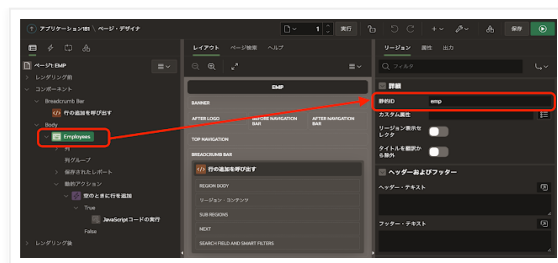 アプリケーション181 \ ページ・デザイナ
1
実行
保存
ページ1: EMP
レンダリング前
コンポーネント
Breadcrumb Bar
行の追加を呼び出す
Body
Employees
列
列グループ
保存されたレポート
動的アクション
空のときに行を追加
True
JavaScriptコードの実行
False
レンダリング後
レイアウト ページ検索 ヘルプ
EMP
BANNER
AFTER LOGO
BEFORE NAVIGATION BAR
AFTER NAVIGATION BAR
TOP NAVIGATION
BREADCRUMB BAR
行の追加を呼び出す
REGION BODY
リージョン・コンテンツ
SUB REGIONS
NEXT
SEARCH FIELD AND SMART FILTERS
リージョン 属性 出力
フィルタ
詳細
静的ID emp
カスタム属性
リージョン表示セレクタ
タイトルを翻訳から除外
ヘッダーおよびフッター
ヘッダー・テキスト
フッター・テキスト